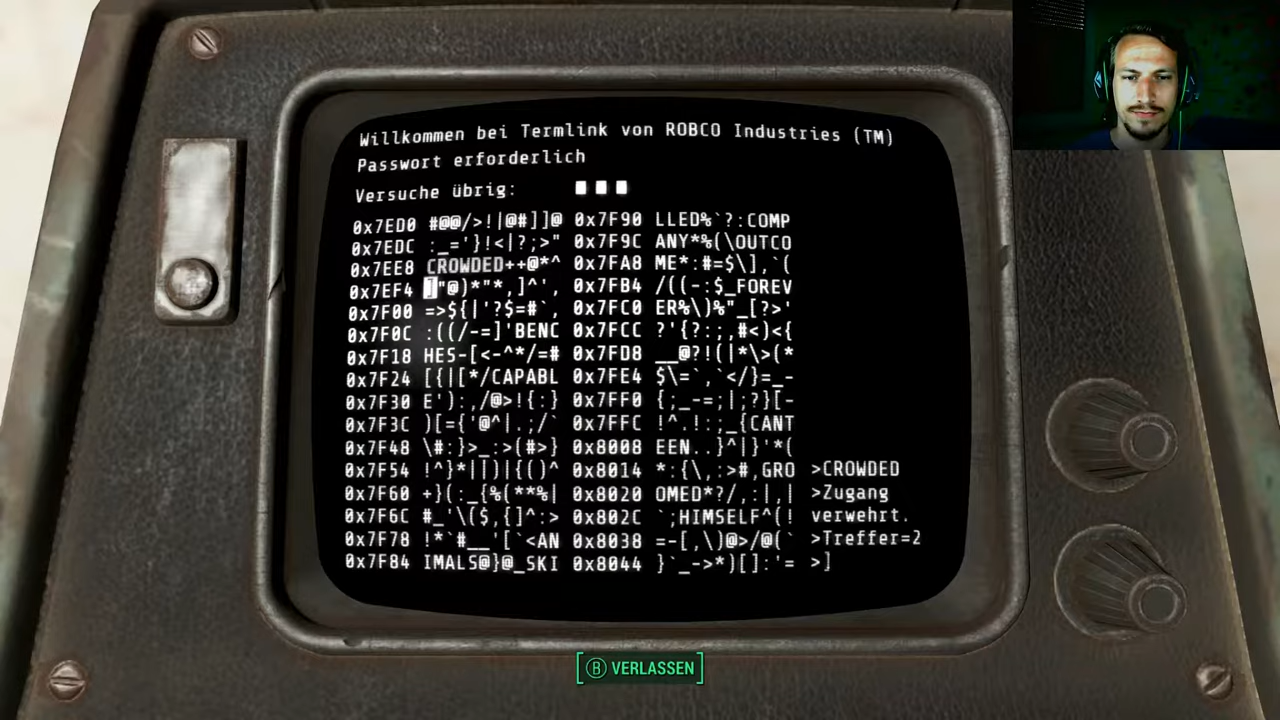 Willkommen bei Termlink von ROBCO Industries (TM)
Passwort erforderlich
Versuche übrig:
0x7ED0 #@@/>!|@#]]@ 0x7F90 LLED%`?:COMP
0x7EDC :_='}!<|?;>" 0x7F9C ANY*%(\OUTCO
0x7EE8 CROWDED++@*^ 0x7FA8 ME*:#=$\],`(
0x7EF4 ]"@)*"*,]^', 0x7FB4 /((-:$_FOREV
0x7F00 =>${|'?$=#`, 0x7FC0 ER%\)%"_[?>'
0x7F0C :((/-=]'BENC 0x7FCC ?'{?:;,#<)<{
0x7F18 HES-[<-^*/=# 0x7FD8 __@?!(|*\>(*
0x7F24 [{|[*/CAPABL 0x7FE4 $\=`,`</}=_-
0x7F30 E'):,/@>!{:} 0x7FF0 {;_-=;|;?}[-
0x7F3C )[={'@^|.;/` 0x7FFC !^.!:;_{CANT
0x7F48 \#:}>_:>(#>} 0x8008 EEN..}^|}'*(
0x7F54 !^}*||)|{()^ 0x8014 *:{\,:>#,GRO >CROWDED
0x7F60 +}(:_{%(**%| 0x8020 OMED*?/,:|,| >Zugang
0x7F6C #_'\($,{]^:> 0x802C `;HIMSELF^(! verwehrt.
0x7F78 !*`#__'[`<AN 0x8038 =-[,\)@>/@(` >Treffer=2
0x7F84 IMALS@}@_SKI 0x8044 }`_->*)[]:'= >]
B VERLASSEN